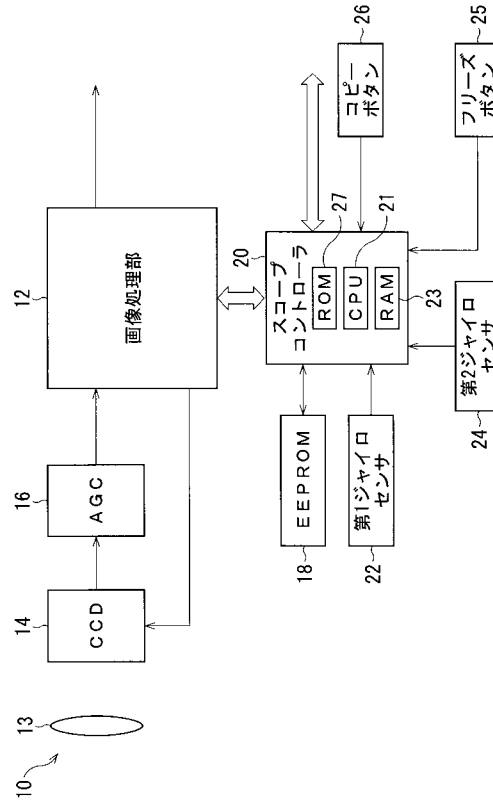 10
13
14
CCD
16
AGC
12
画像処理部
20
スコープ
コントローラ
ROM
27
CPU
21
RAM
23
18
EEPROM
22
第1ジャイロ
センサ
24
第2ジャイロ
センサ
26
コピー
ボタン
25
フリーズ
ボタン